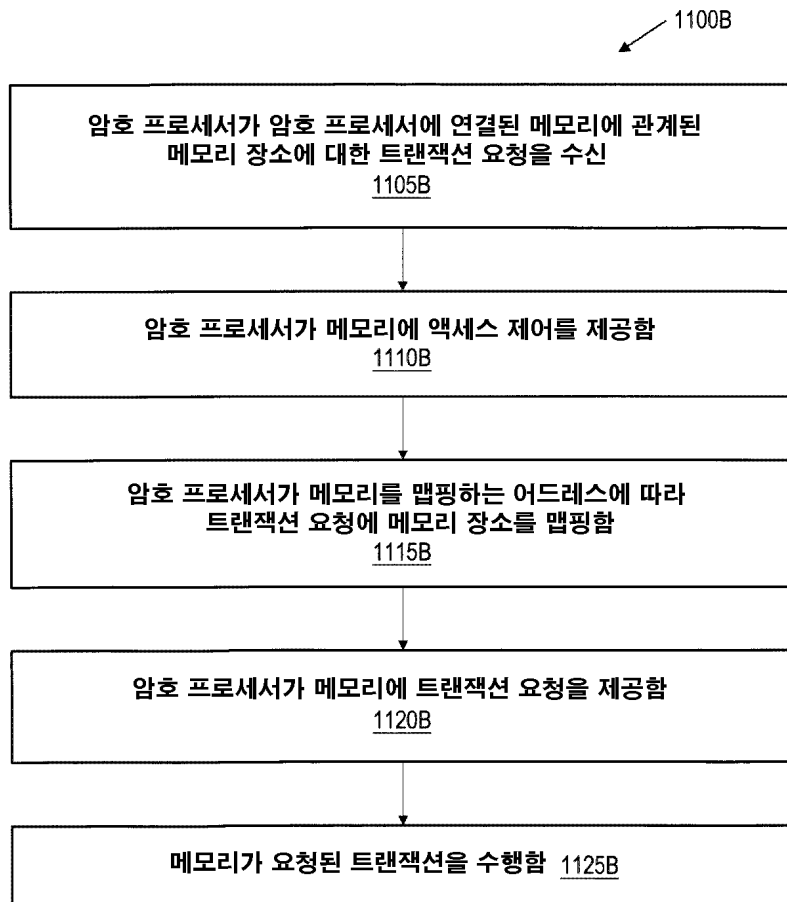 1100B
암호 프로세서가 암호 프로세서에 연결된 메모리에 관계된
메모리 장소에 대한 트랜잭션 요청을 수신
1105B
암호 프로세서가 메모리에 액세스 제어를 제공함
1110B
암호 프로세서가 메모리를 맵핑하는 어드레스에 따라
트랜잭션 요청에 메모리 장소를 맵핑함
1115B
암호 프로세서가 메모리에 트랜잭션 요청을 제공함
1120B
메모리가 요청된 트랜잭션을 수행함 1125B